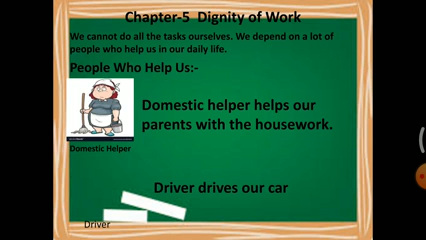 Chapter-5 Dignity of Work
We cannot do all the tasks ourselves. We depend on a lot of
people who help us in our daily life.
People Who Help Us:-
Domestic helper helps our
parents with the housework.
Domestic Helper
Driver drives our car
Driver